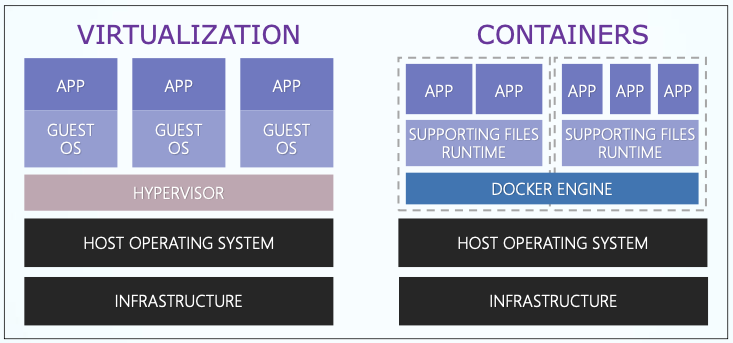 VIRTUALIZATION
APP
APP
APP
GUEST
OS
GUEST
OS
GUEST
OS
HYPERVISOR
HOST OPERATING SYSTEM
INFRASTRUCTURE
CONTAINERS
APP
APP
APP
APP
APP
SUPPORTING FILES
RUNTIME
SUPPORTING FILES
RUNTIME
DOCKER ENGINE
HOST OPERATING SYSTEM
INFRASTRUCTURE